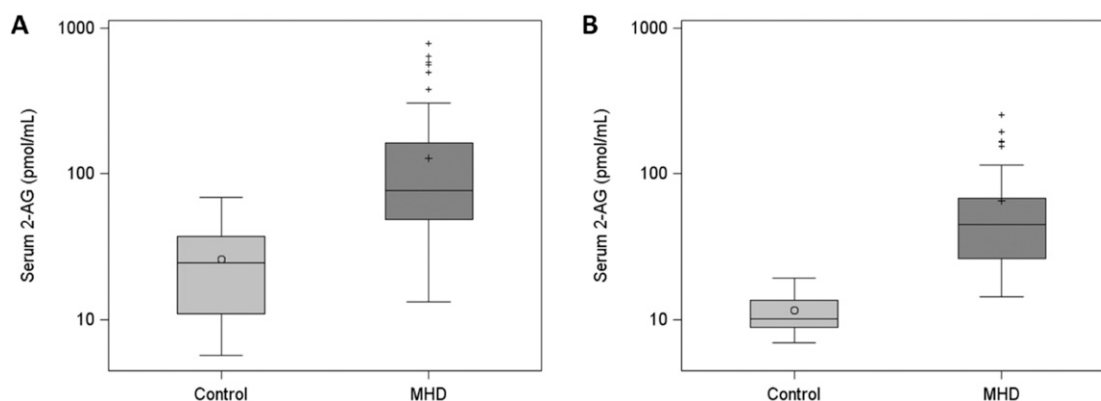 A
Serum 2-AG (pmol/mL)
1000
100
10
Control MHD
B
Serum 2-AG (pmol/mL)
1000
100
10
Control MHD